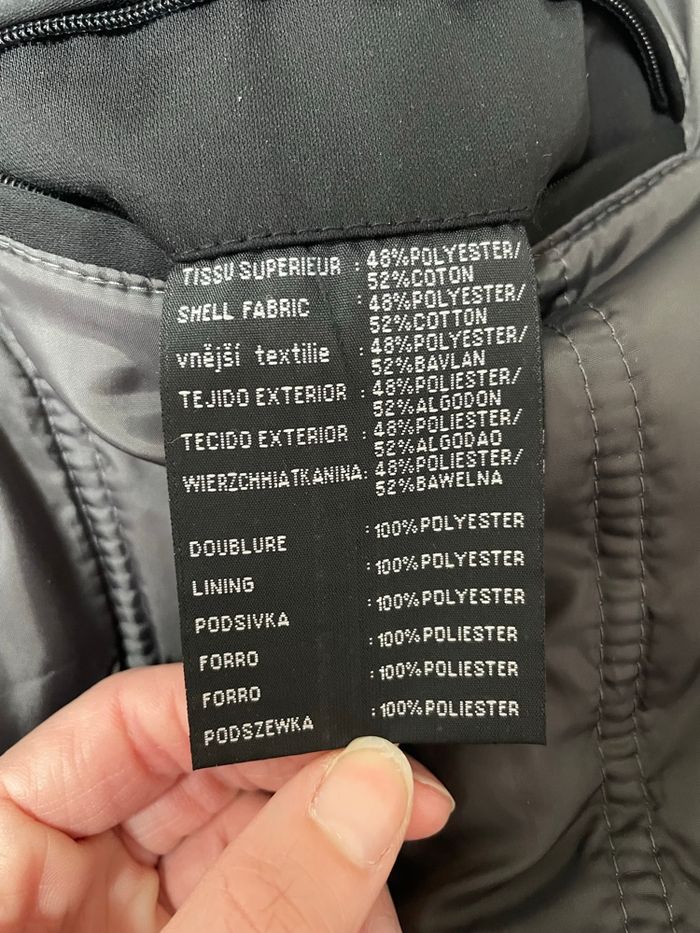 TISSU SUPERIEUR : 48%POLYESTER/
52%COTON
SHELL FABRIC : 48%POLYESTER/
52%COTTON
vnější textilie : 48%POLYESTER/
52%BAVLAN
TEJIDO EXTERIOR : 48%POLIESTER/
52%ALGODON
TECIDO EXTERIOR : 48%POLIESTER/
52%ALGODAO
WIERZCHHIATKANINA: 48%POLIESTER/
52%BAWELNA
DOUBLURE : 100%POLYESTER
LINING : 100%POLYESTER
PODSIVKA : 100%POLYESTER
FORRO : 100%POLIESTER
FORRO : 100%POLIESTER
PODSZEWKA : 100%POLIESTER